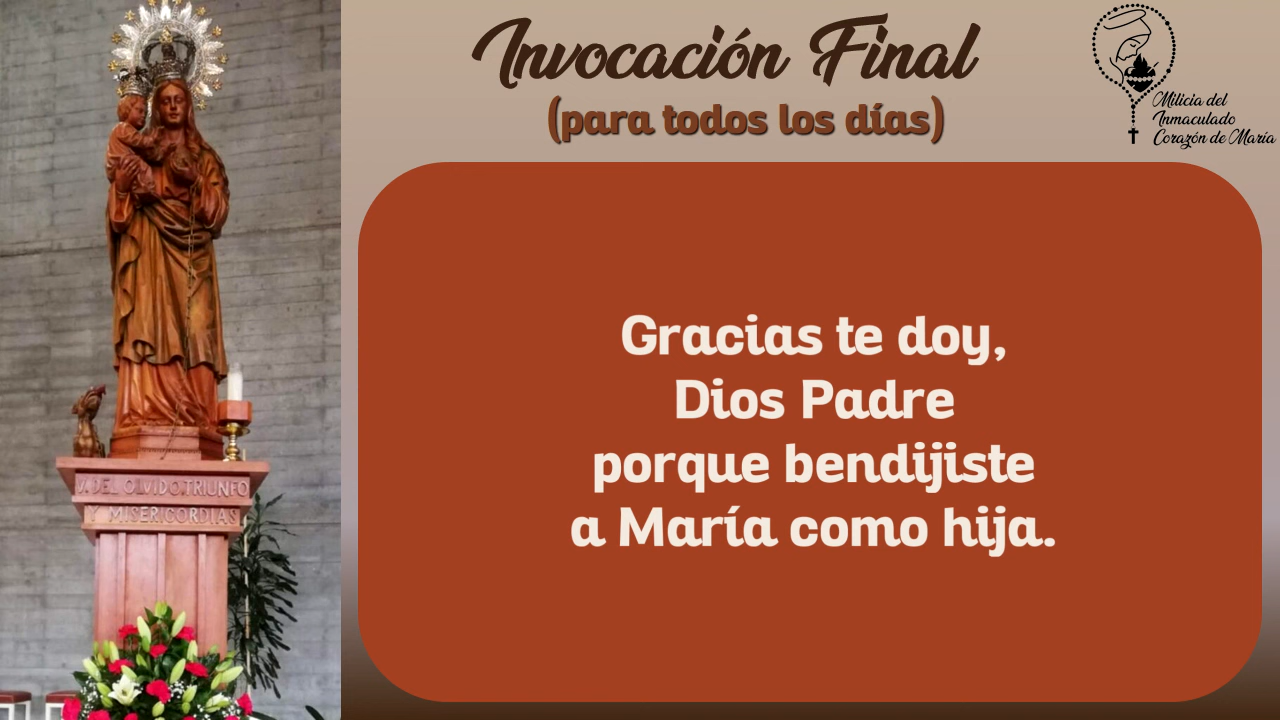 Invocación Final
(para todos los días)
Milicia del
Inmaculado
Corazón de María
Gracias te doy,
Dios Padre
porque bendijiste
a María como hija.
V. DEL OLVIDO, TRIUNFO
Y MISERICORDIAS